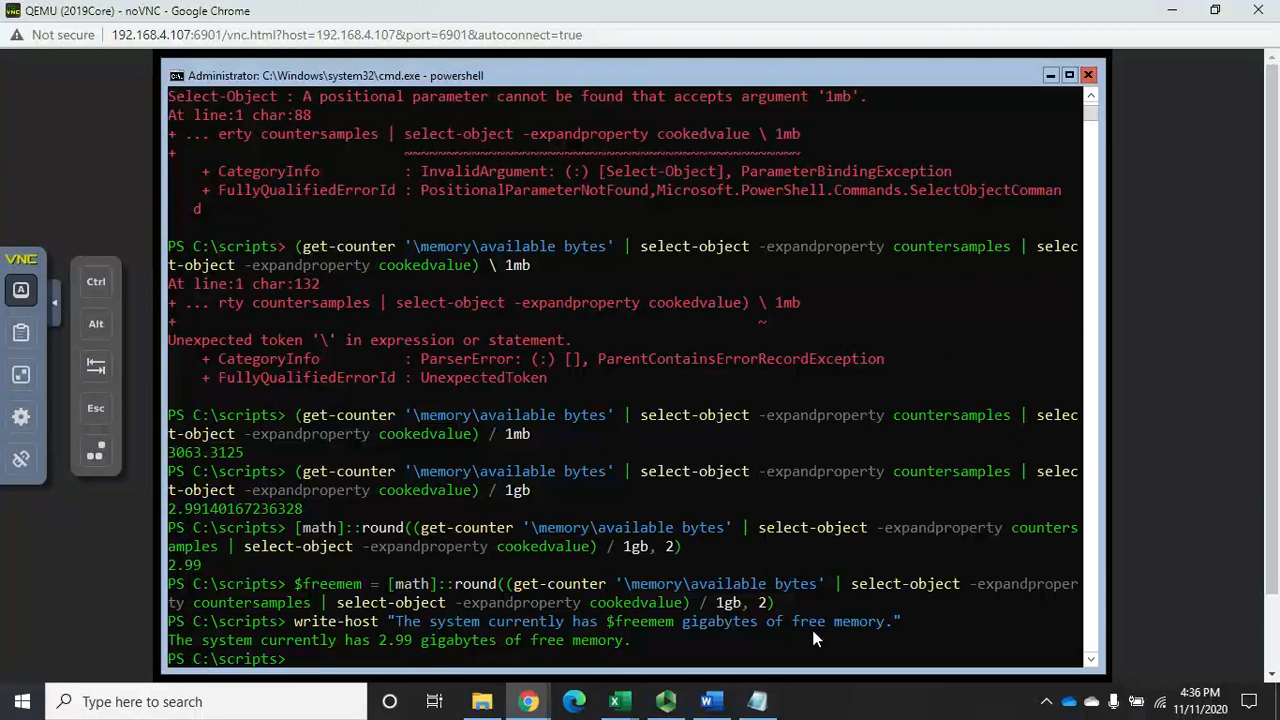 QEMU (2019Core) - noVNC - Google Chrome
Not secure 192.168.4.107:6901/vnc.html?host=192.168.4.107&port=6901&autoconnect=true
Administrator: C:\Windows\system32\cmd.exe - powershell
Select-Object : A positional parameter cannot be found that accepts argument '1mb'.
At line:1 char:88
+ ... erty countersamples | select-object -expandproperty cookedvalue \ 1mb
+ ~~~~~~~~~~~~~~~~~~~~~~~~~~~~~~~~~~~~~~~~~~~~~~~
+ CategoryInfo : InvalidArgument: (:) [Select-Object], ParameterBindingException
+ FullyQualifiedErrorId : PositionalParameterNotFound,Microsoft.PowerShell.Commands.SelectObjectComman
d
PS C:\scripts> (get-counter '\memory\available bytes' | select-object -expandproperty countersamples | selec
t-object -expandproperty cookedvalue) \ 1mb
At line:1 char:132
+ ... rty countersamples | select-object -expandproperty cookedvalue) \ 1mb
+ ~
Unexpected token '\' in expression or statement.
+ CategoryInfo : ParserError: (:) [], ParentContainsErrorRecordException
+ FullyQualifiedErrorId : UnexpectedToken
PS C:\scripts> (get-counter '\memory\available bytes' | select-object -expandproperty countersamples | selec
t-object -expandproperty cookedvalue) / 1mb
3063.3125
PS C:\scripts> (get-counter '\memory\available bytes' | select-object -expandproperty countersamples | selec
t-object -expandproperty cookedvalue) / 1gb
2.99140167236328
PS C:\scripts> [math]::round((get-counter '\memory\available bytes' | select-object -expandproperty counters
amples | select-object -expandproperty cookedvalue) / 1gb, 2)
2.99
PS C:\scripts> $freemem = [math]::round((get-counter '\memory\available bytes' | select-object -expandproper
ty countersamples | select-object -expandproperty cookedvalue) / 1gb, 2)
PS C:\scripts> write-host "The system currently has $freemem gigabytes of free memory."
The system currently has 2.99 gigabytes of free memory.
PS C:\scripts>
VNC
A
Ctrl
Alt
Esc
Type here to search
4:36 PM
11/11/2020